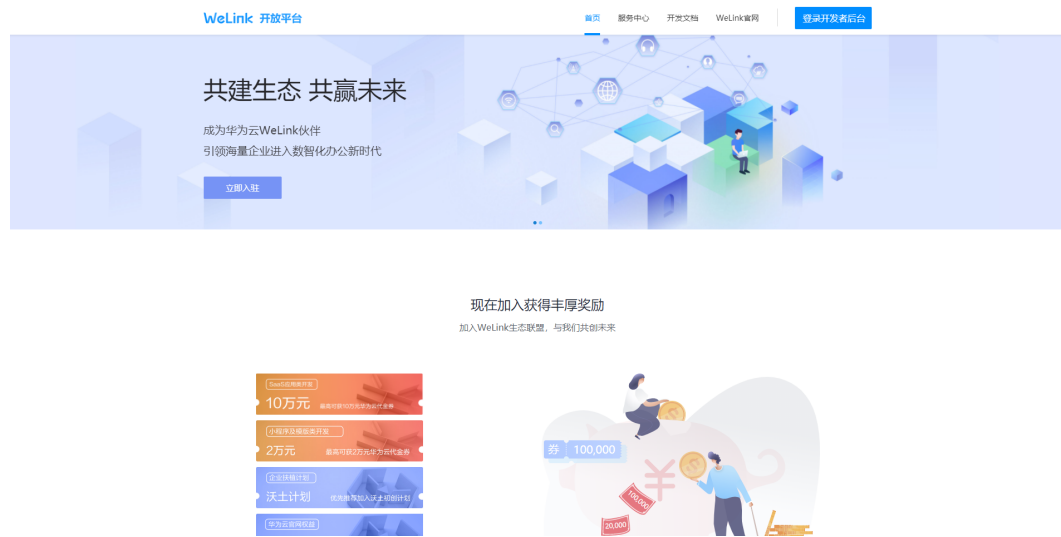 WeLink 开放平台
首页 服务中心 开发文档 WeLink官网 登录开发者后台
共建生态 共赢未来
成为华为云WeLink伙伴
引领海量企业进入数智化办公新时代
立即入驻
现在加入获得丰厚奖励
加入WeLink生态联盟，与我们共创未来
SaaS应用类开发
10万元 最高可获10万元华为云代金券
小程序及模版类开发
2万元 最高可获2万元华为云代金券
企业扶植计划
沃土计划 优先推荐加入沃土初创计划
华为云官网权益
券 100,000
¥
100,000
20,000